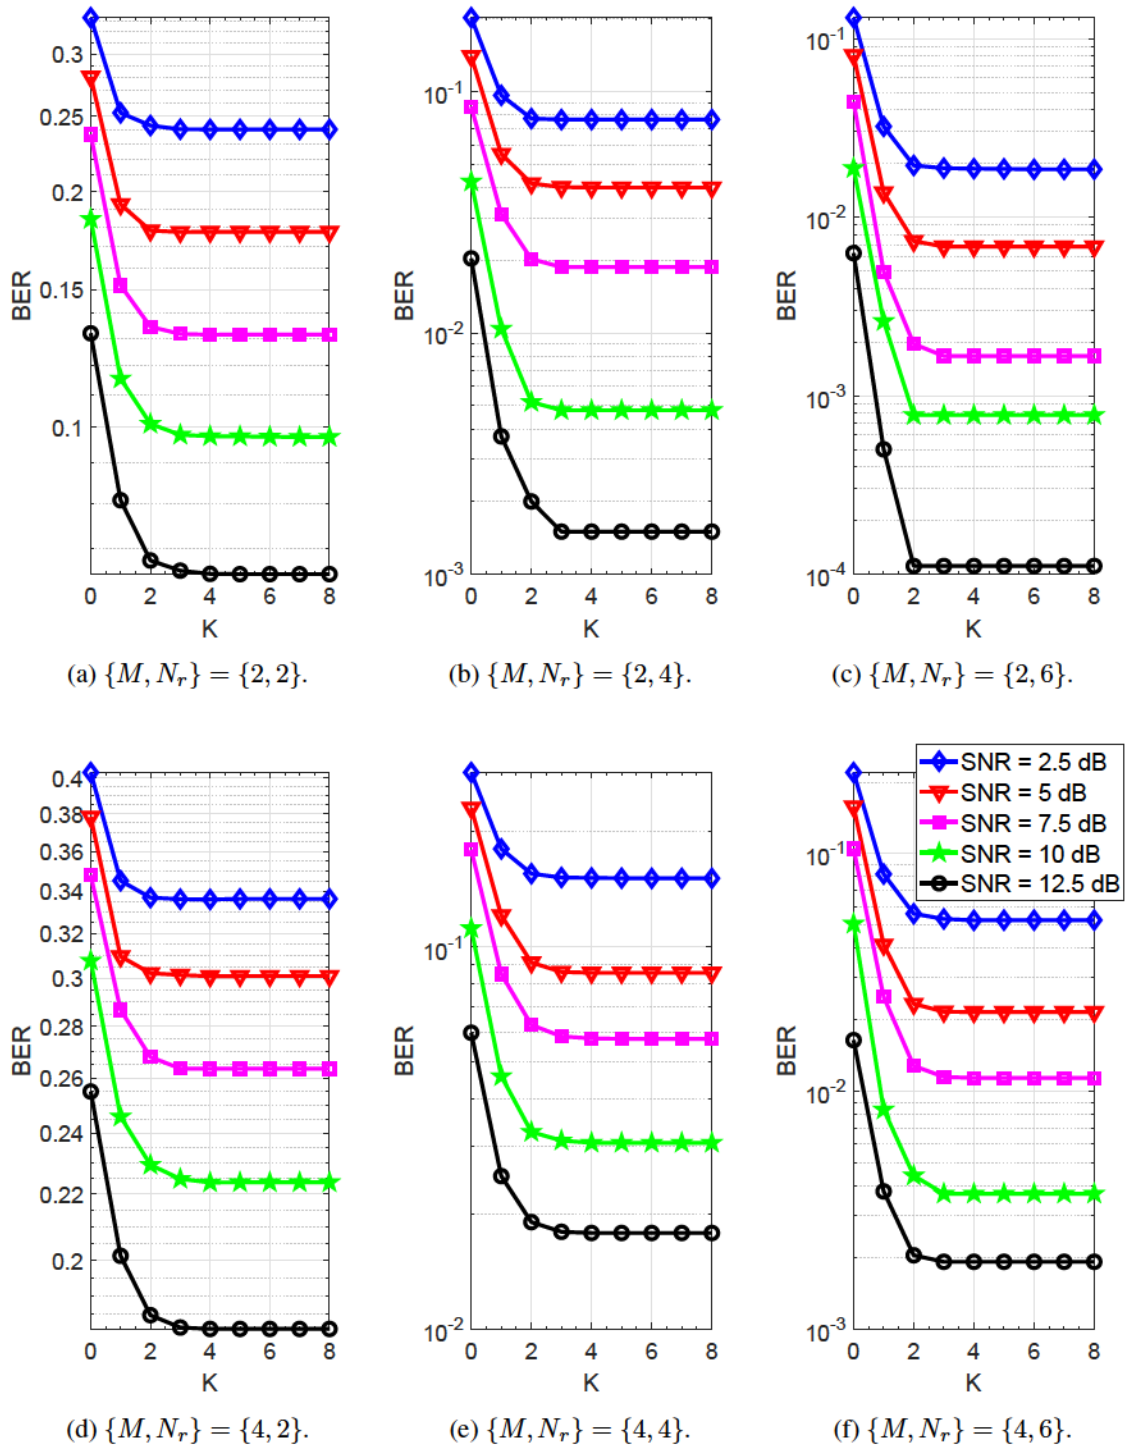 0.3
0.25
0.2
0.15
0.1
BER
0 2 4 6 8
K
(a) {M, N_r} = {2, 2}.
10^-1
10^-2
10^-3
BER
0 2 4 6 8
K
(b) {M, N_r} = {2, 4}.
10^-1
10^-2
10^-3
10^-4
BER
0 2 4 6 8
K
(c) {M, N_r} = {2, 6}.
0.4
0.38
0.36
0.34
0.32
0.3
0.28
0.26
0.24
0.22
0.2
BER
0 2 4 6 8
K
(d) {M, N_r} = {4, 2}.
10^-1
10^-2
BER
0 2 4 6 8
K
(e) {M, N_r} = {4, 4}.
SNR = 2.5 dB
SNR = 5 dB
SNR = 7.5 dB
SNR = 10 dB
SNR = 12.5 dB
10^-1
10^-2
10^-3
BER
0 2 4 6 8
K
(f) {M, N_r} = {4, 6}.